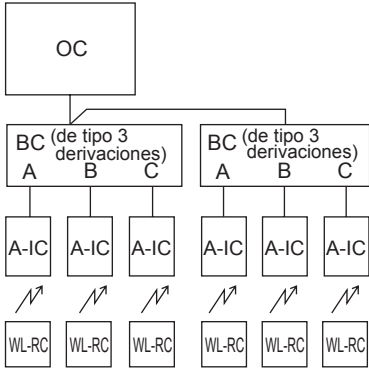 OC
BC (de tipo 3 derivaciones)
A B C
BC (de tipo 3 derivaciones)
A B C
A-IC A-IC A-IC A-IC A-IC A-IC
WL-RC WL-RC WL-RC WL-RC WL-RC WL-RC